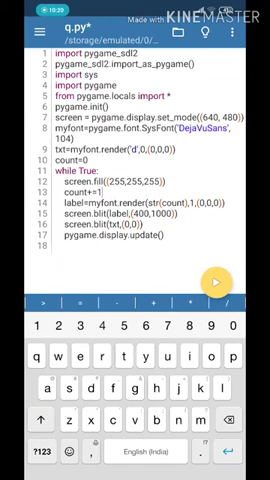 10:20
KINEMASTER
q.py*
/storage/emulated/0/...
1 import pygame_sdl2
2 pygame_sdl2.import_as_pygame()
3 import sys
4 import pygame
5 from pygame.locals import *
6 pygame.init()
7 screen = pygame.display.set_mode((640, 480))
8 myfont=pygame.font.SysFont("DejaVuSans",
104)
9 txt=myfont.render('d',0,(0,0,0))
10 count=0
11 while True:
12 screen.fill((255,255,255))
13 count+=1
14 label=myfont.render(str(count),1,(0,0,0))
15 screen.blit(label,(400,1000))
16 screen.blit(txt,(0,0))
17 pygame.display.update()
18
> = - + * /
1 2 3 4 5 6 7 8 9 0
q w e r t y u i o p
a s d f g h j k l
z x c v b n m
?123 , English (India) .